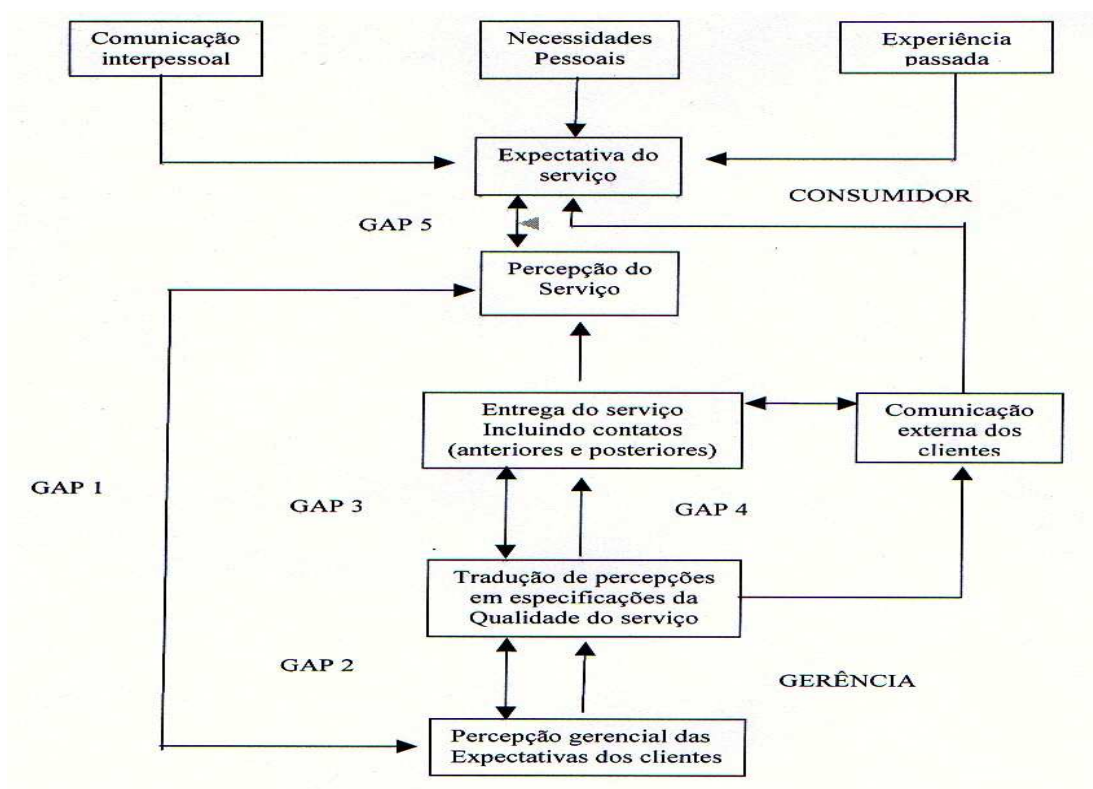 Comunicação
interpessoal
Necessidades
Pessoais
Experiência
passada
Expectativa do
serviço
CONSUMIDOR
GAP 5
Percepção do
Serviço
Entrega do serviço
Incluindo contatos
(anteriores e posteriores)
Comunicação
externa dos
clientes
GAP 1
GAP 3
GAP 4
Tradução de percepções
em especificações da
Qualidade do serviço
GAP 2
GERÊNCIA
Percepção gerencial das
Expectativas dos clientes